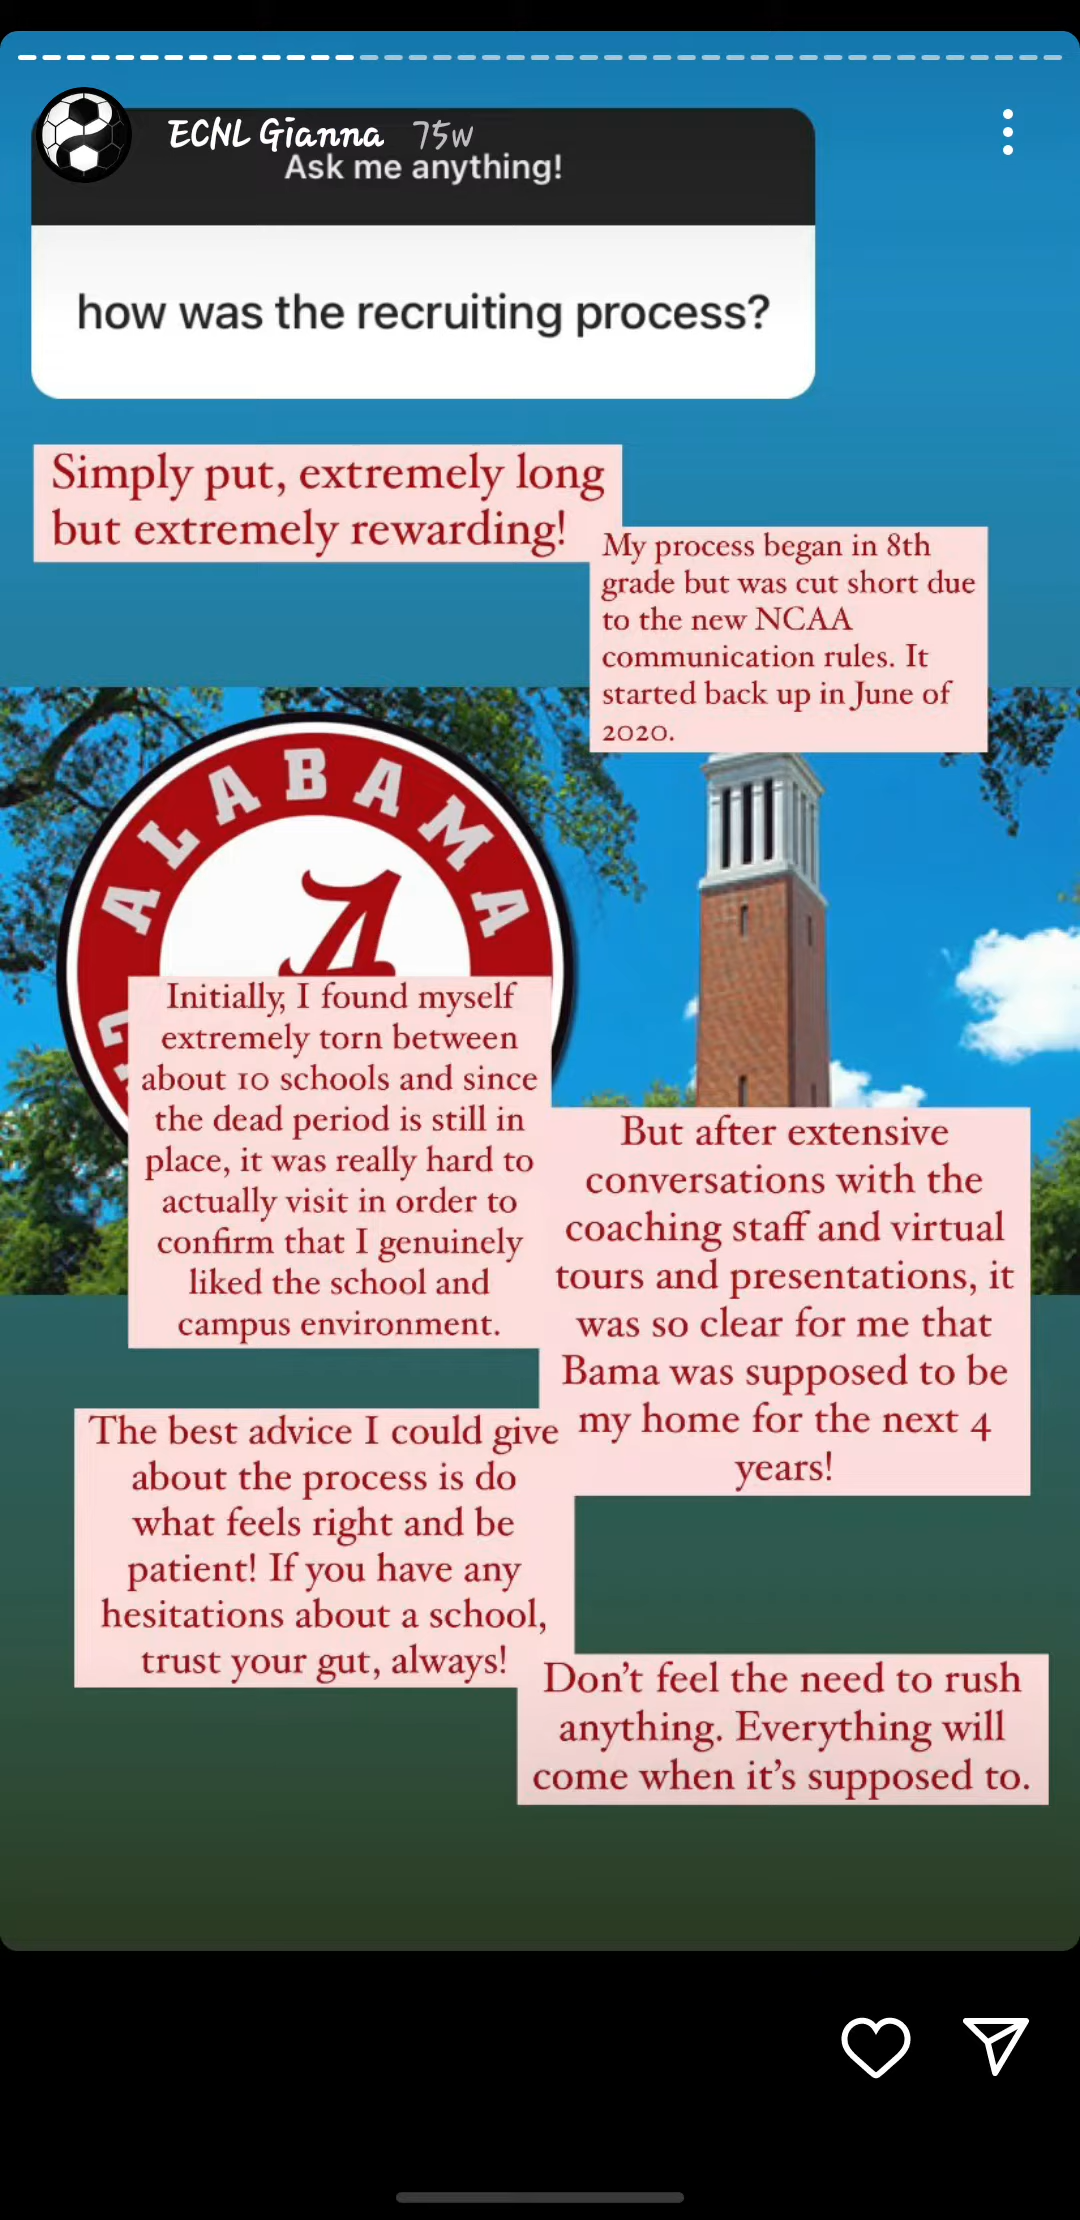 ECNL Gianna 75w
Ask me anything!
how was the recruiting process?
Simply put, extremely long
but extremely rewarding!
My process began in 8th
grade but was cut short due
to the new NCAA
communication rules. It
started back up in June of
2020.
ALABAMA
A
Initially, I found myself
extremely torn between
about 10 schools and since
the dead period is still in
place, it was really hard to
actually visit in order to
confirm that I genuinely
liked the school and
campus environment.
But after extensive
conversations with the
coaching staff and virtual
tours and presentations, it
was so clear for me that
Bama was supposed to be
my home for the next 4
years!
The best advice I could give
about the process is do
what feels right and be
patient! If you have any
hesitations about a school,
trust your gut, always!
Don't feel the need to rush
anything. Everything will
come when it's supposed to.